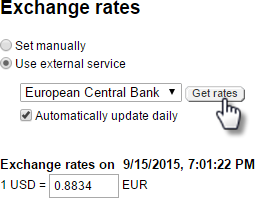 Exchange rates
Set manually
Use external service
European Central Bank Get rates
Automatically update daily
Exchange rates on 9/15/2015, 7:01:22 PM
1 USD = 0.8834 EUR